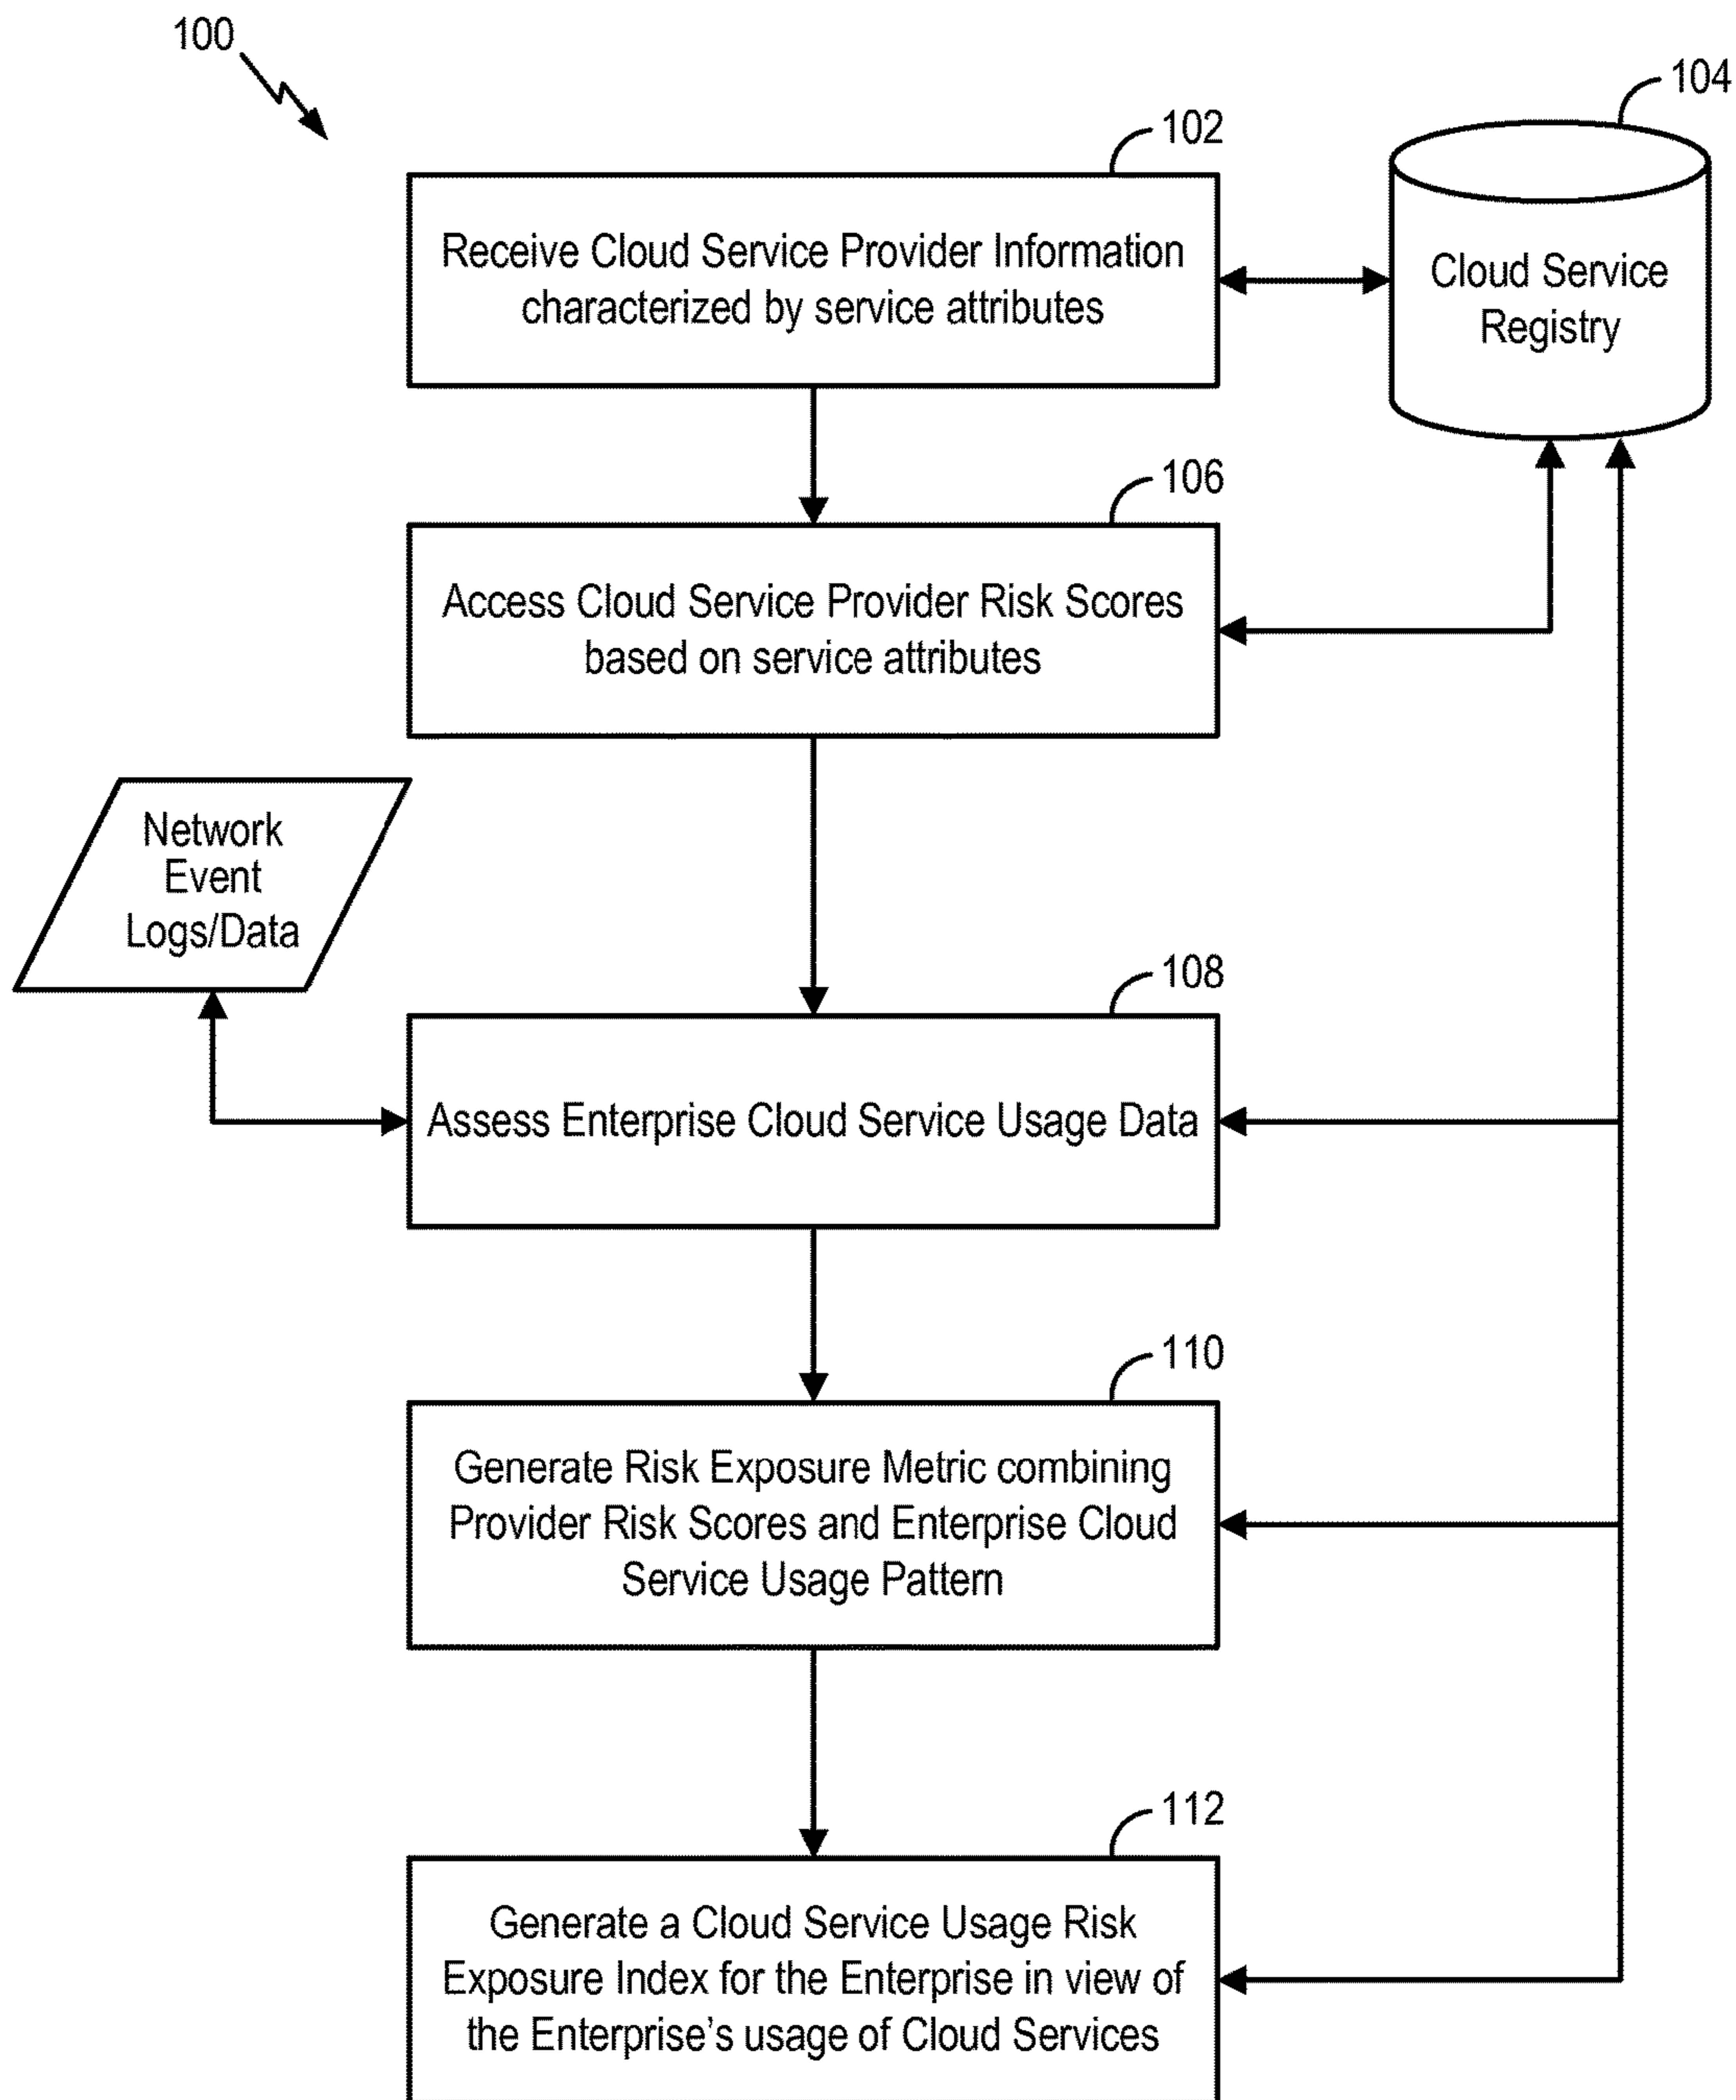 100
104
102
Receive Cloud Service Provider Information
characterized by service attributes
Cloud Service
Registry
106
Access Cloud Service Provider Risk Scores
based on service attributes
Network
Event
Logs/Data
108
Assess Enterprise Cloud Service Usage Data
110
Generate Risk Exposure Metric combining
Provider Risk Scores and Enterprise Cloud
Service Usage Pattern
112
Generate a Cloud Service Usage Risk
Exposure Index for the Enterprise in view of
the Enterprise's usage of Cloud Services